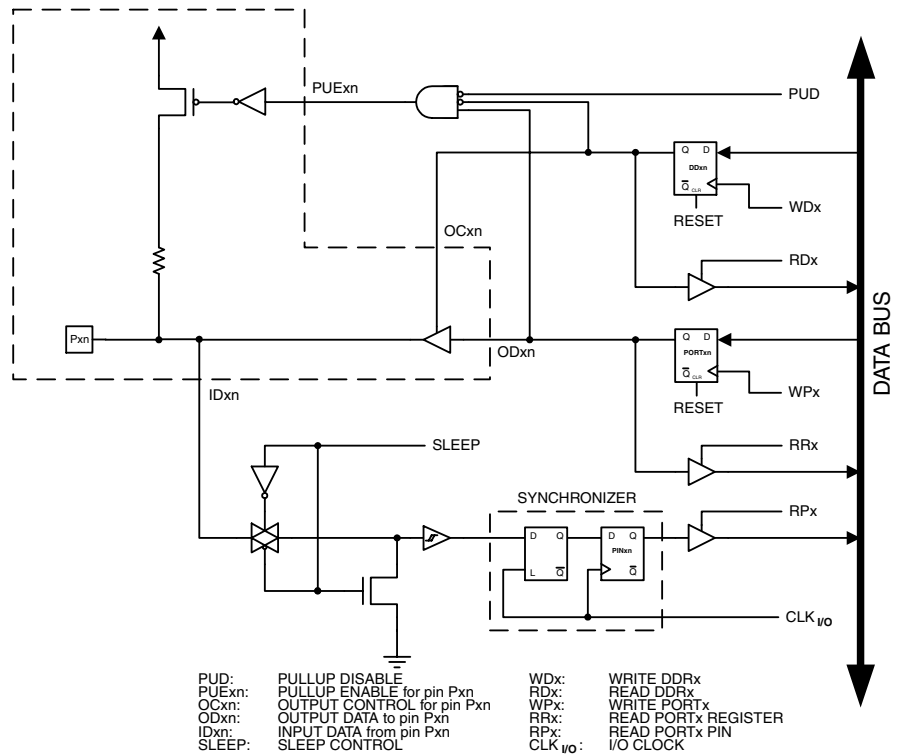 PUExn
PUD
Q D
DDxn
Q CLR
WDx
RESET
OCxn
RDx
Pxn
ODxn
Q D
PORTxn
Q CLR
WPx
RESET
IDxn
DATA BUS
SLEEP
RRx
SYNCHRONIZER
RPx
D Q
L Q
D Q
PINxn
Q
CLK I/O
PUD: PULLUP DISABLE
PUExn: PULLUP ENABLE for pin Pxn
OCxn: OUTPUT CONTROL for pin Pxn
ODxn: OUTPUT DATA to pin Pxn
IDxn: INPUT DATA from pin Pxn
SLEEP: SLEEP CONTROL
WDx: WRITE DDRx
RDx: READ DDRx
WPx: WRITE PORTx
RRx: READ PORTx REGISTER
RPx: READ PORTx PIN
CLK I/O: I/O CLOCK